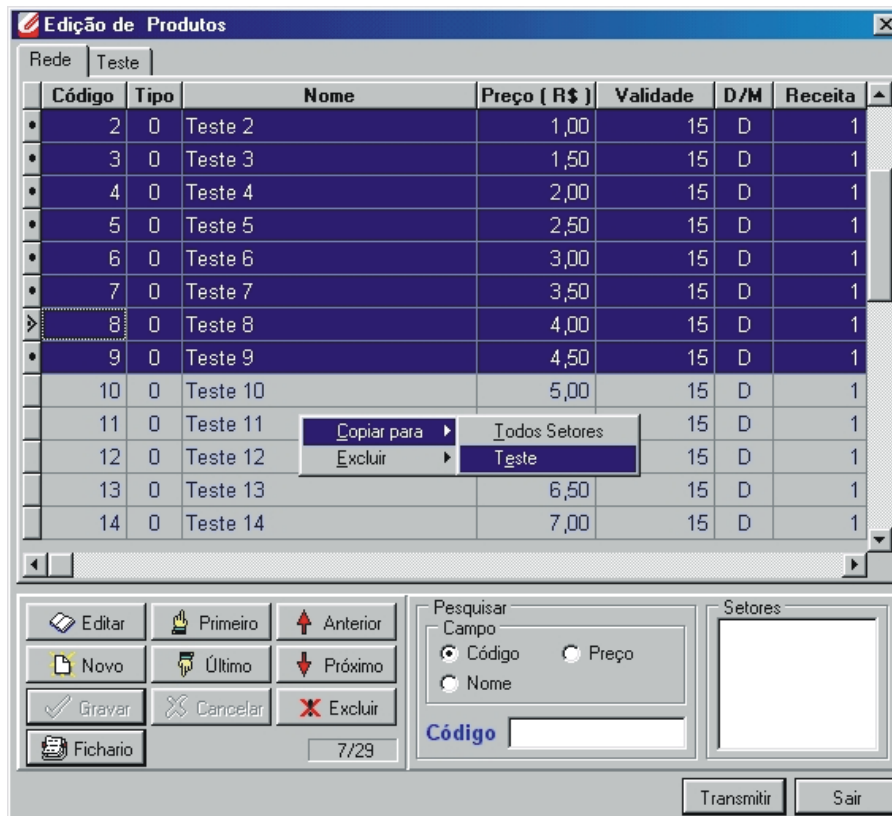 Edição de Produtos
Rede Teste
Código Tipo Nome Preço ( R$ ) Validade D/M Receita
2 0 Teste 2 1,00 15 D 1
3 0 Teste 3 1,50 15 D 1
4 0 Teste 4 2,00 15 D 1
5 0 Teste 5 2,50 15 D 1
6 0 Teste 6 3,00 15 D 1
7 0 Teste 7 3,50 15 D 1
8 0 Teste 8 4,00 15 D 1
9 0 Teste 9 4,50 15 D 1
10 0 Teste 10 5,00 15 D 1
11 0 Teste 11 15 D 1
Copiar para Todos Setores
12 0 Teste 12 15 D 1
Excluir Teste
13 0 Teste 13 6,50 15 D 1
14 0 Teste 14 7,00 15 D 1
Editar Primeiro Anterior
Novo Último Próximo
Gravar Cancelar Excluir
Fichario 7/29
Pesquisar
Campo
Código Preço
Nome
Código
Setores
Transmitir Sair